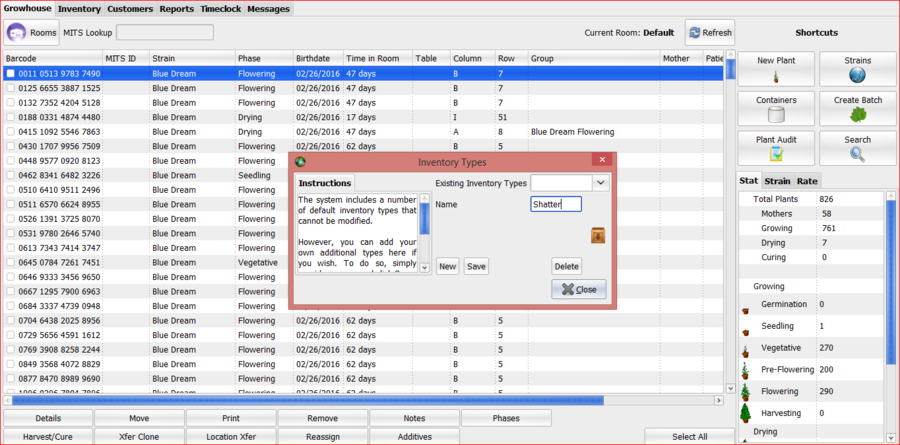 Growhouse Inventory Customers Reports Timeclock Messages
Rooms MITS Lookup Current Room: Default Refresh Shortcuts
Barcode MITS ID Strain Phase Birthdate Time in Room Table Column Row Group Mother Patie
0011 0513 9783 7490 Blue Dream Flowering 02/26/2016 47 days B 7
0125 6655 3887 1525 Blue Dream Flowering 02/26/2016 47 days B 7
0132 7352 4204 5128 Blue Dream Flowering 02/26/2016 47 days B 7
0188 0331 4874 4480 Blue Dream Drying 02/26/2016 17 days I 51
0415 1092 5546 7863 Blue Dream Drying 02/26/2016 47 days A 8 Blue Dream Flowering
0430 1707 9956 7509 Blue Dream Flowering 02/26/2016 62 days B 5
0448 9577 0920 8123 Blue Dream Flowering
0462 8341 6482 3226 Blue Dream Seedling
0510 6410 9511 2496 Blue Dream Flowering
0511 6570 6624 8955 Blue Dream Flowering
0526 1391 3725 8070 Blue Dream Flowering
0531 9780 2646 5740 Blue Dream Flowering
0613 7343 7414 3747 Blue Dream Flowering
0645 0784 7261 7451 Blue Dream Vegetative
0646 9333 3456 9650 Blue Dream Flowering
0667 1295 7900 6963 Blue Dream Flowering
0684 3337 4739 0948 Blue Dream Flowering
0704 6438 2025 8956 Blue Dream Flowering 02/26/2016 62 days B 5
0729 5656 4591 1612 Blue Dream Flowering 02/26/2016 62 days B 5
0769 3908 8258 2244 Blue Dream Flowering 02/26/2016 62 days B 5
0849 3568 4072 8829 Blue Dream Flowering 02/26/2016 62 days B 5
0877 8470 8989 9690 Blue Dream Flowering 02/26/2016 62 days B 5
Inventory Types
Instructions
The system includes a number
of default inventory types that
cannot be modified.
However, you can add your
own additional types here if
you wish. To do so, simply
Existing Inventory Types
Name Shatter
New Save Delete
Close
New Plant Strains
Containers Create Batch
Plant Audit Search
Stat Strain Rate
Total Plants 826
Mothers 58
Growing 761
Drying 7
Curing 0
Growing
Germination 0
Seedling 1
Vegetative 270
Pre-Flowering 200
Flowering 290
Harvesting 0
Drying
Details Move Print Remove Notes Phases
Harvest/Cure Xfer Clone Location Xfer Reassign Additives Select All